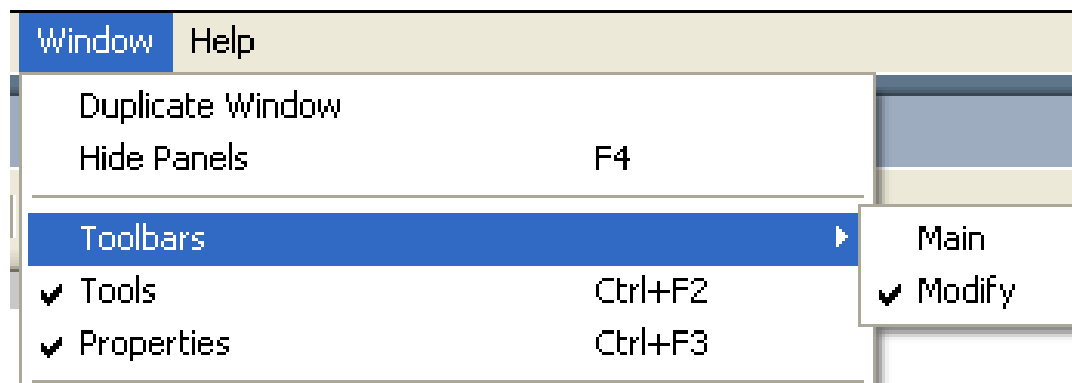 Window Help
Duplicate Window
Hide Panels F4
Toolbars Main
Tools Ctrl+F2 Modify
Properties Ctrl+F3